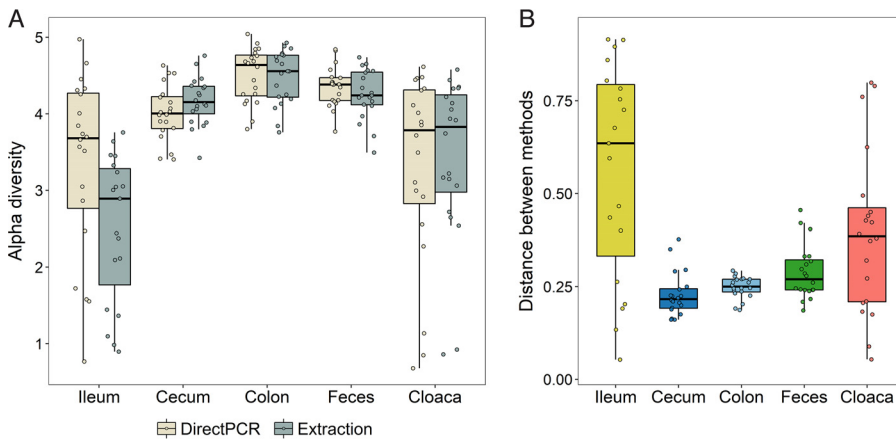 A
Alpha diversity
5
4
3
2
1
Ileum Cecum Colon Feces Cloaca
DirectPCR Extraction
B
Distance between methods
0.75
0.50
0.25
0.00
Ileum Cecum Colon Feces Cloaca